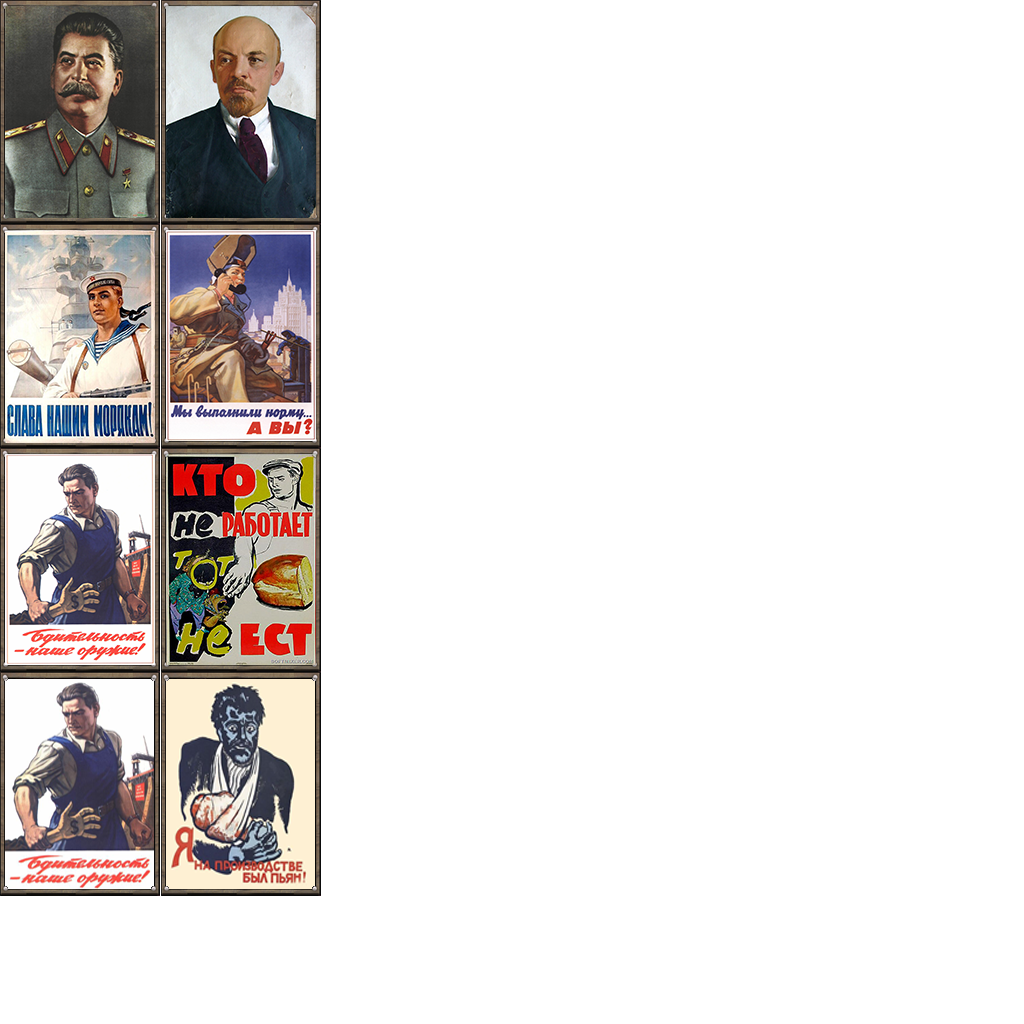 СЛАВА НАШИМ МОРЯКАМ!
Мы выполнили норму...
А ВЫ?
Бдительность
-наше оружие!
КТО
не РАБОТАЕТ
ТОТ
не ЕСТ
Бдительность
-наше оружие!
Я
НА ПРОИЗВОДСТВЕ
БЫЛ ПЬЯН!